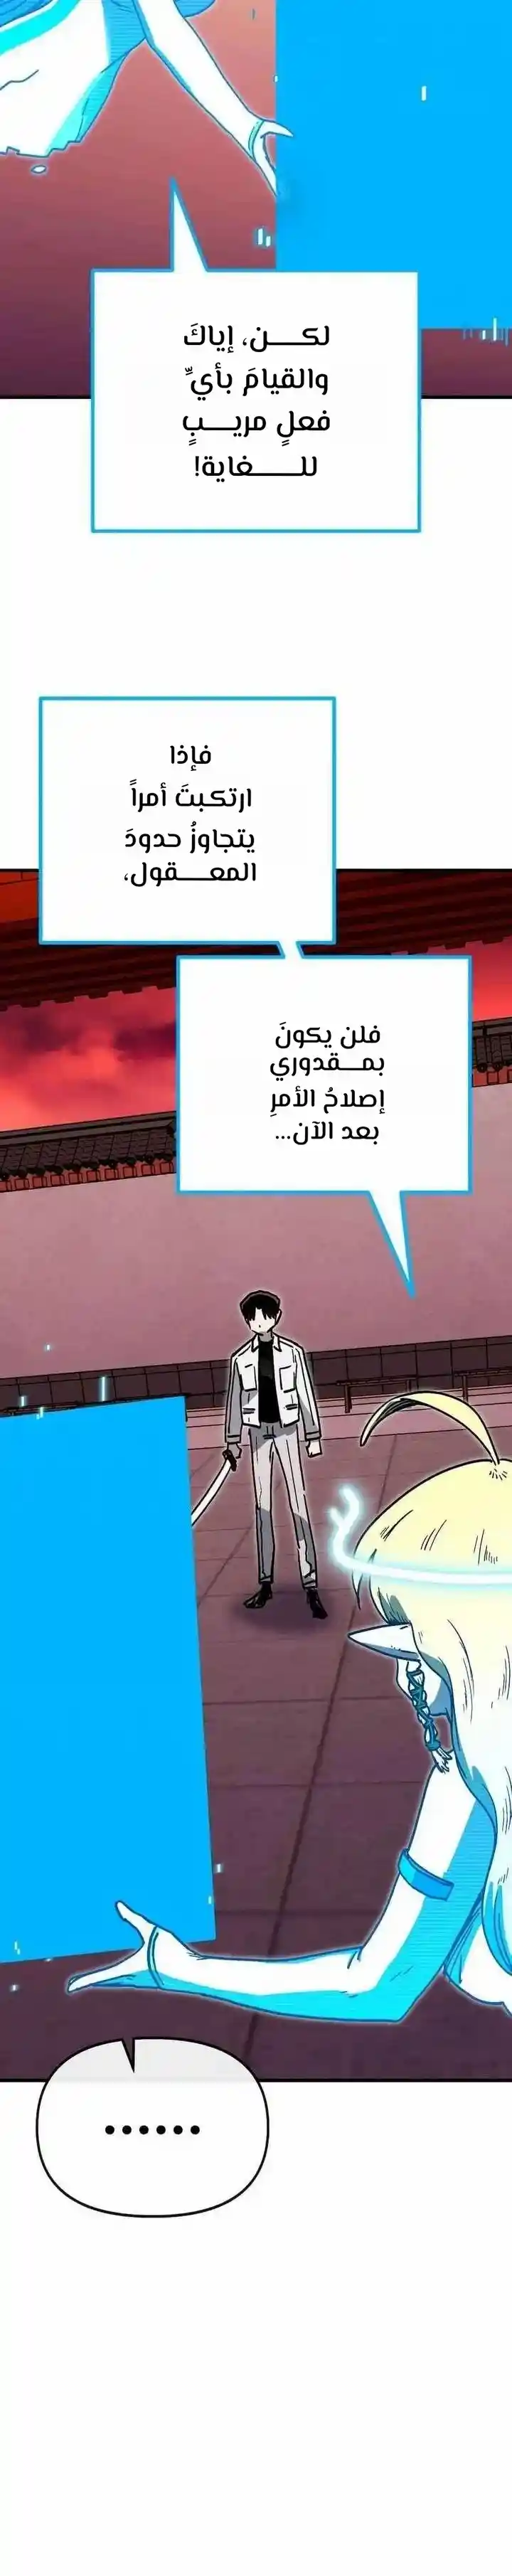 لكـــن، إياكَ
والقيامَ بأيِّ
فعلٍ مريـــبٍ
للـــــغاية!
فإذا
ارتكبتَ أمراً
يتجاوزُ حدودَ
المعـــقول،
فلن يكونَ
بمـــقدوري
إصلاحُ الأمرِ
بعد الآن...
......